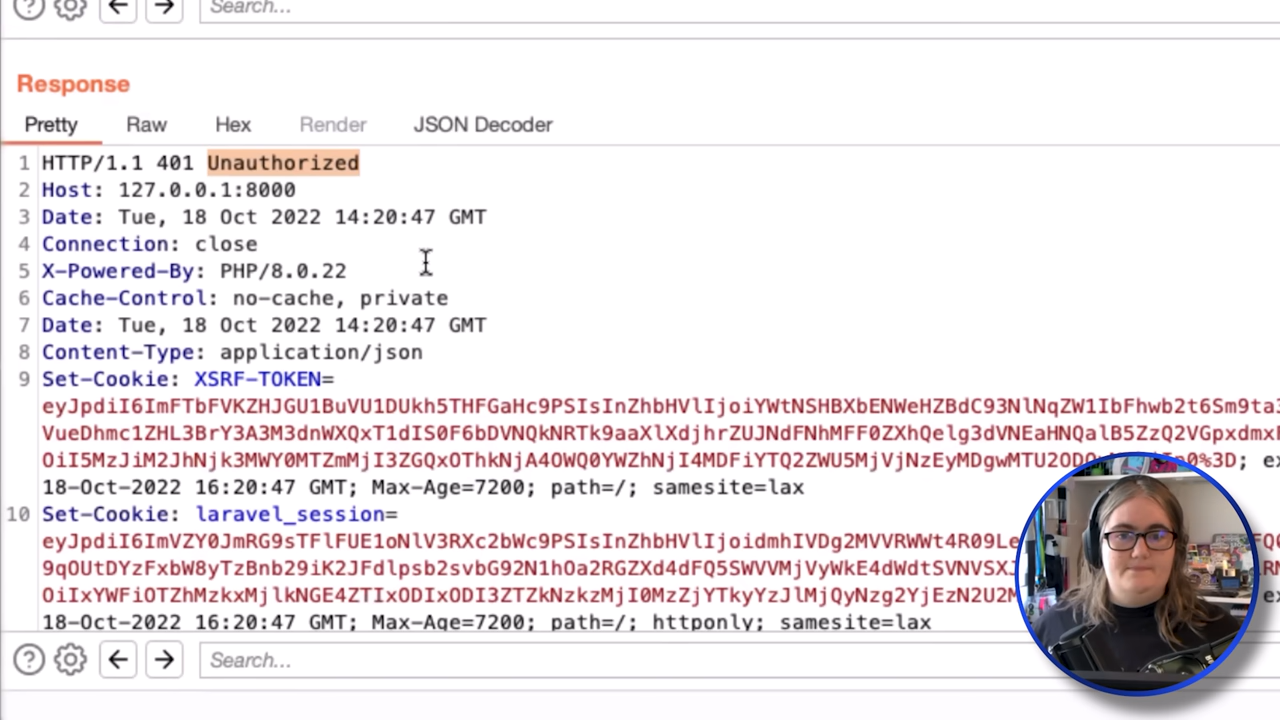 Search...
Response
Pretty Raw Hex Render JSON Decoder
1 HTTP/1.1 401 Unauthorized
2 Host: 127.0.0.1:8000
3 Date: Tue, 18 Oct 2022 14:20:47 GMT
4 Connection: close
5 X-Powered-By: PHP/8.0.22
6 Cache-Control: no-cache, private
7 Date: Tue, 18 Oct 2022 14:20:47 GMT
8 Content-Type: application/json
9 Set-Cookie: XSRF-TOKEN=
eyJpdiI6ImFTbFVKZHJGU1BuVU1DUkh5THFGaHc9PSIsInZhbHVlIjoiYWtNSHBXbENWeHZBdC93NlNqZW1IbFhwb2t6Sm9ta
VueDhmc1ZHL3BrY3A3M3dnWXQxT1dIS0F6bDVNQkNRTk9aaXlXdjhrZUJNdFNhMFF0ZXhQelg3dVNEaHNQalB5ZzQ2VGpxdmx
18-Oct-2022 16:20:47 GMT; Max-Age=7200; path=/; samesite=lax
10 Set-Cookie: laravel_session=
18-Oct-2022 16:20:47 GMT; Max-Age=7200; path=/; httponly; samesite=lax
Search...